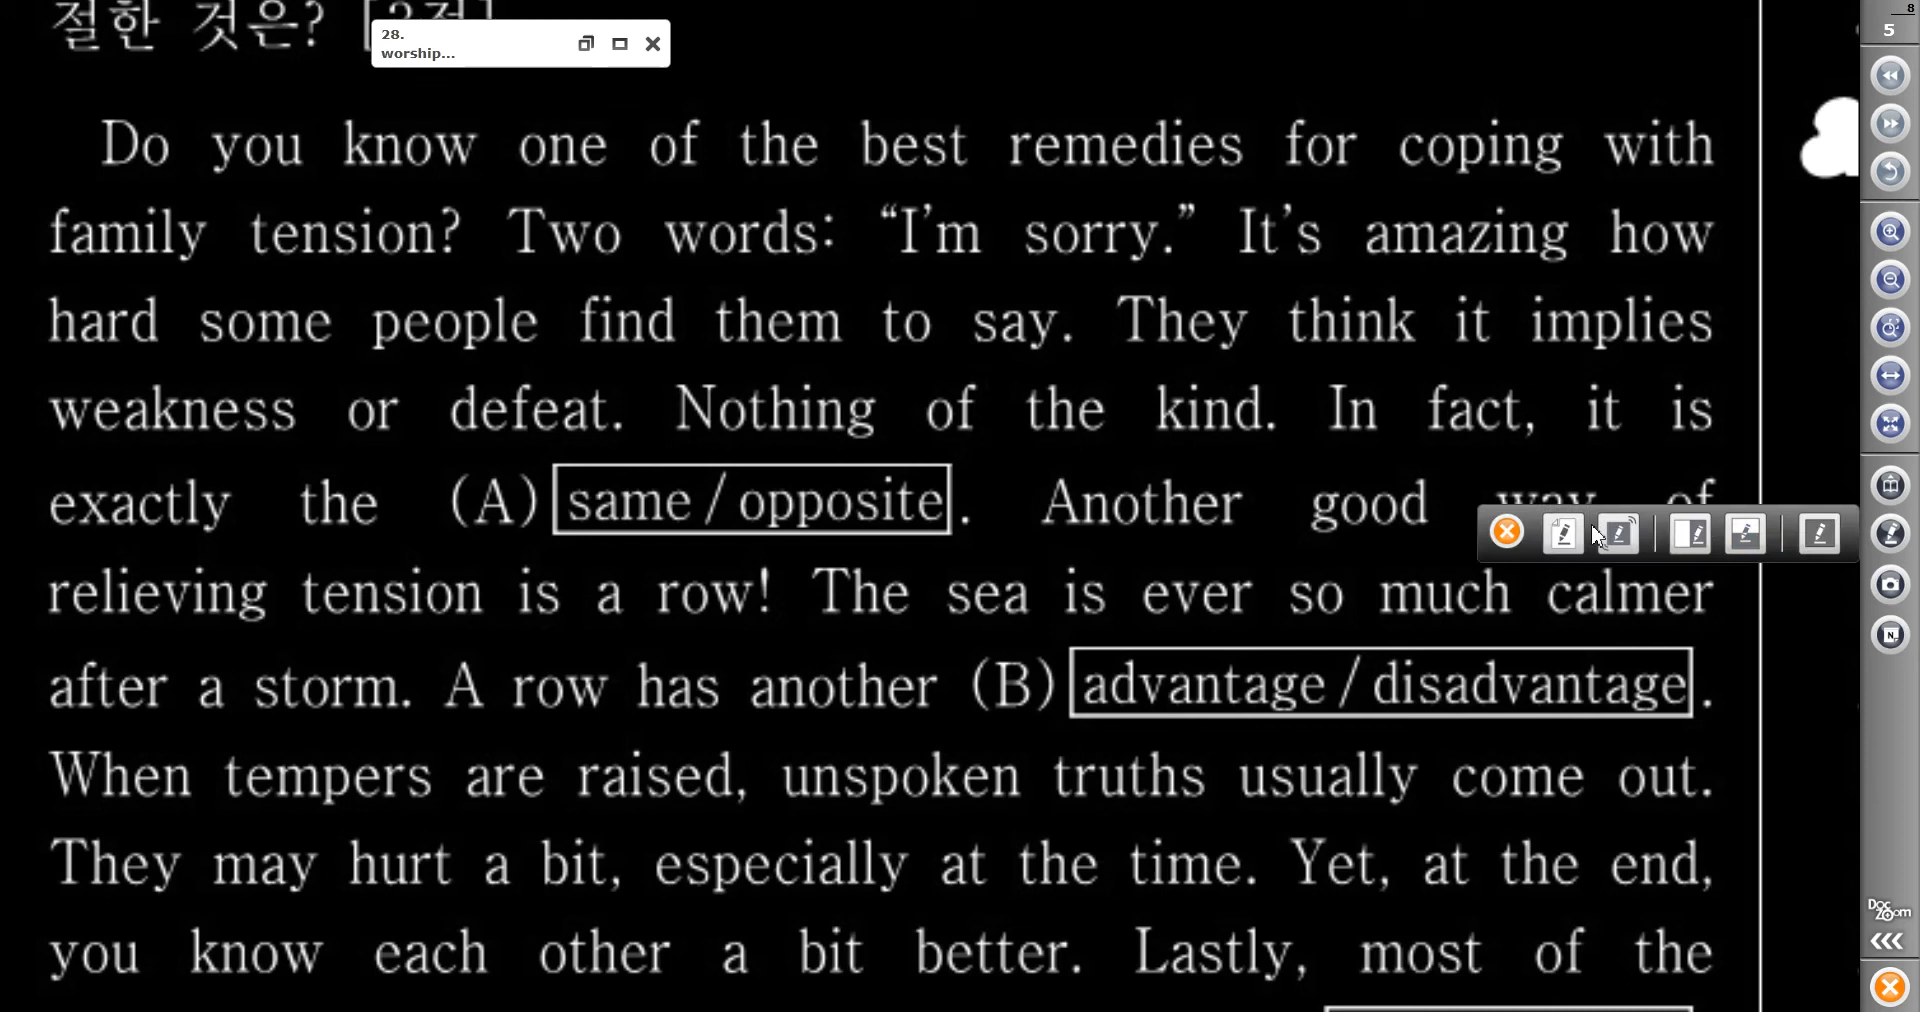 절한 것은?
28.
worship...
8
5
Do you know one of the best remedies for coping with
family tension? Two words: “I’m sorry.” It’s amazing how
hard some people find them to say. They think it implies
weakness or defeat. Nothing of the kind. In fact, it is
exactly the (A) same / opposite. Another good way of
relieving tension is a row! The sea is ever so much calmer
after a storm. A row has another (B) advantage / disadvantage.
When tempers are raised, unspoken truths usually come out.
They may hurt a bit, especially at the time. Yet, at the end,
you know each other a bit better. Lastly, most of the
N
Doc
Zoom